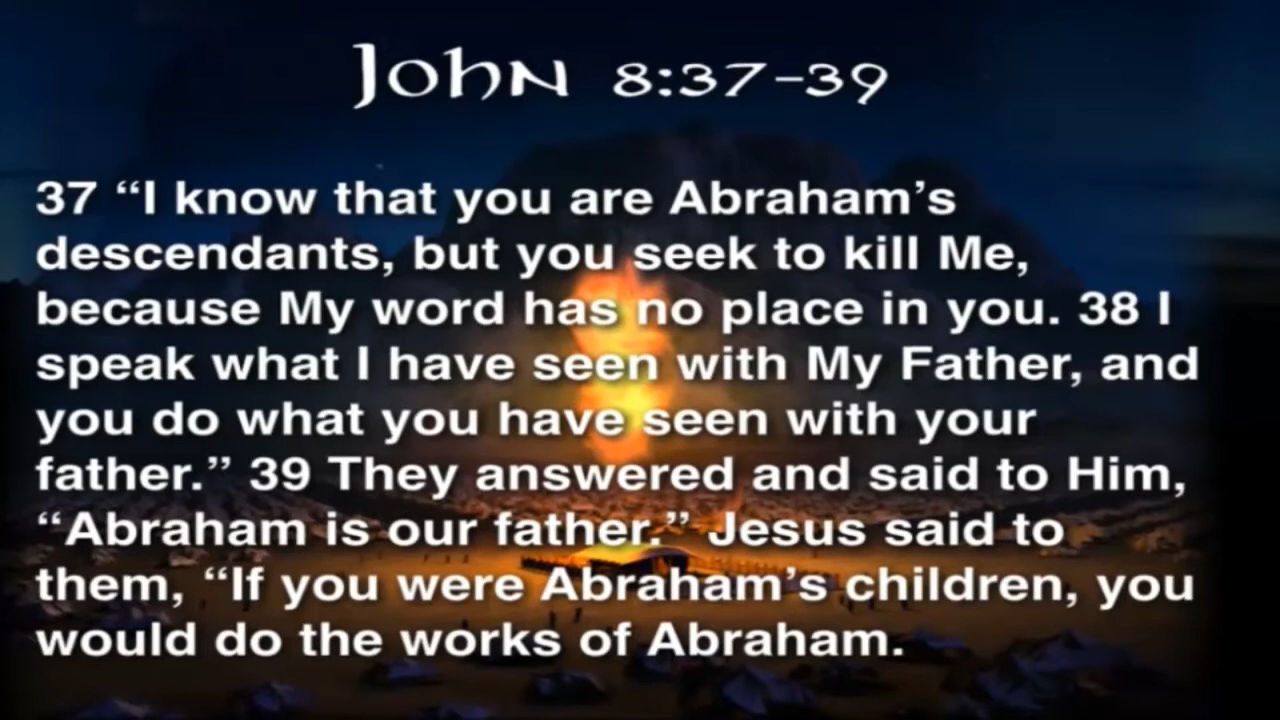 John 8:37-39
37 “I know that you are Abraham’s
descendants, but you seek to kill Me,
because My word has no place in you. 38 I
speak what I have seen with My Father, and
you do what you have seen with your
father.” 39 They answered and said to Him,
“Abraham is our father.” Jesus said to
them, “If you were Abraham’s children, you
would do the works of Abraham.